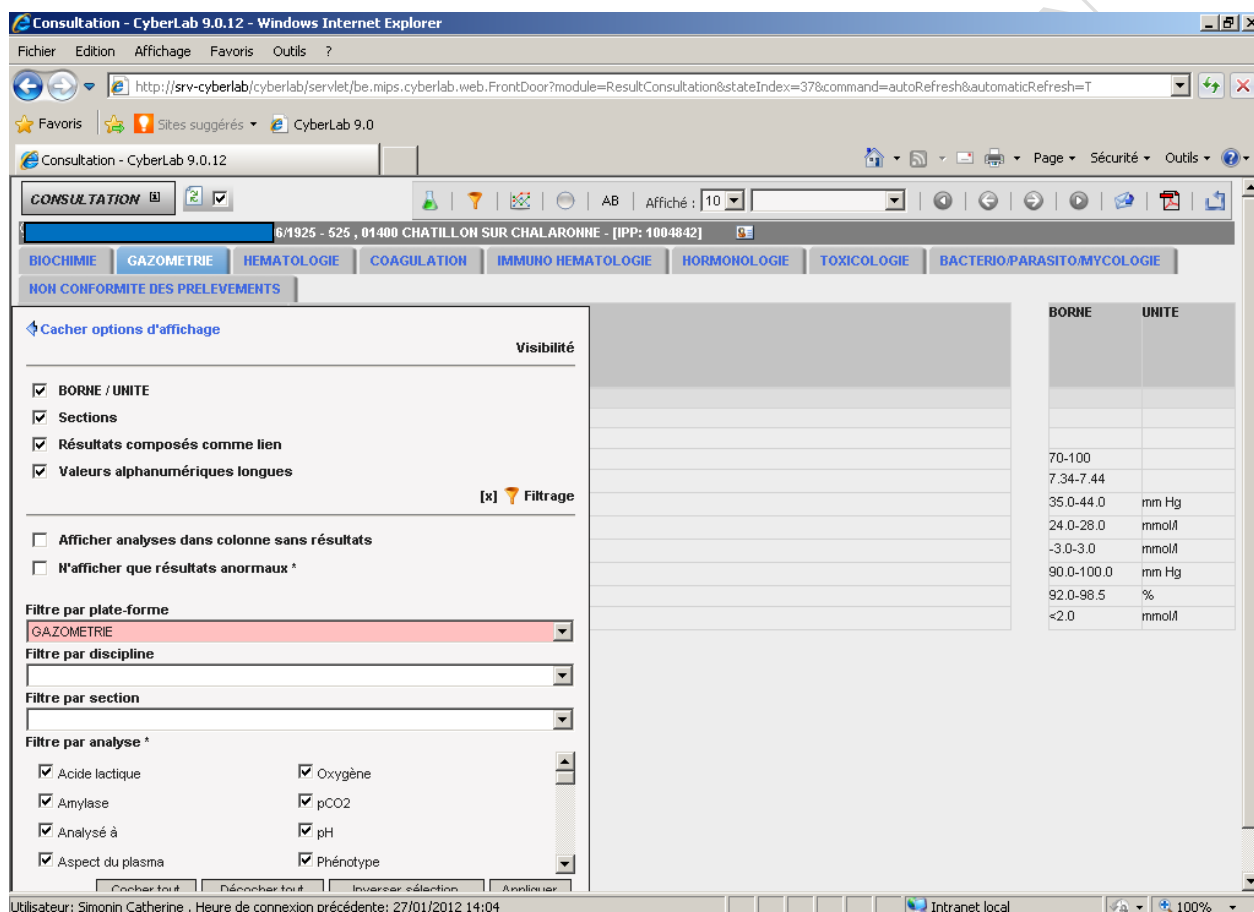 Consultation - CyberLab 9.0.12 - Windows Internet Explorer
Fichier Edition Affichage Favoris Outils ?
http://srv-cyberlab/cyberlab/servlet/be.mips.cyberlab.web.FrontDoor?module=ResultConsultation&stateIndex=37&command=autoRefresh&automaticRefresh=T
Favoris Sites suggérés CyberLab 9.0
Consultation - CyberLab 9.0.12 Page Sécurité Outils
CONSULTATION AB Affiché : 10
6/1925 - 525 , 01400 CHATILLON SUR CHALARONNE - [IPP: 1004842]
BIOCHIMIE GAZOMETRIE HEMATOLOGIE COAGULATION IMMUNO HEMATOLOGIE HORMONOLOGIE TOXICOLOGIE BACTERIO/PARASITO/MYCOLOGIE
NON CONFORMITE DES PRELEVEMENTS
BORNE UNITE
Cacher options d'affichage
Visibilité
BORNE / UNITE
Sections
Résultats composés comme lien
Valeurs alphanumériques longues
[x] Filtrage
Afficher analyses dans colonne sans résultats
N'afficher que résultats anormaux *
Filtre par plate-forme
GAZOMETRIE
Filtre par discipline
Filtre par section
Filtre par analyse *
Acide lactique Oxygène
Amylase pCO2
Analysé à pH
Aspect du plasma Phénotype
Cocher tout Décocher tout Inverser sélection Appliquer
70-100
7.34-7.44
35.0-44.0 mm Hg
24.0-28.0 mmol/l
-3.0-3.0 mmol/l
90.0-100.0 mm Hg
92.0-98.5 %
<2.0 mmol/l
Utilisateur: Simonin Catherine . Heure de connexion précédente: 27/01/2012 14:04 Intranet local 100%